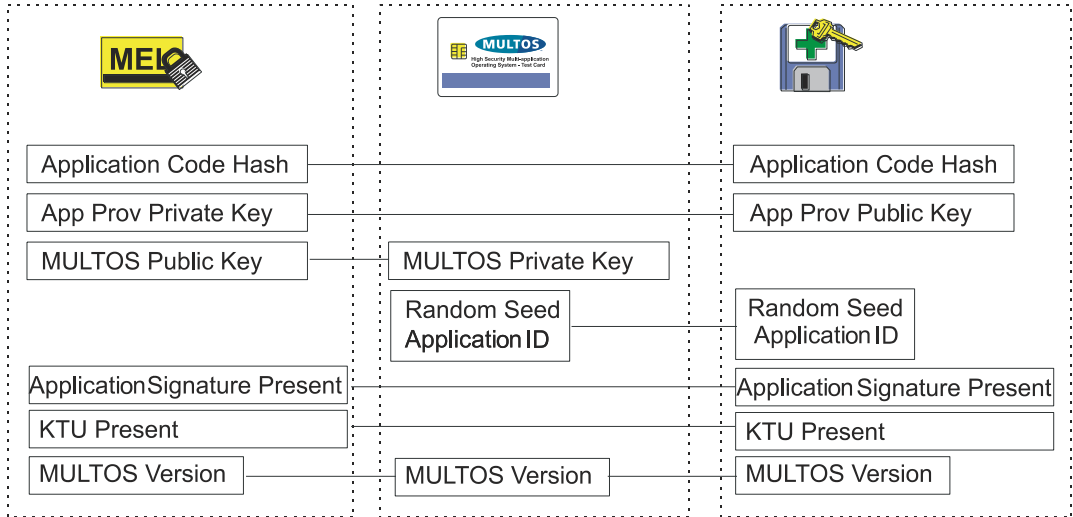 MEL
MULTOS
High Security Multi-application
Operating System - Test Card
Application Code Hash
Application Code Hash
App Prov Private Key
App Prov Public Key
MULTOS Public Key
MULTOS Private Key
Random Seed
Application ID
Random Seed
Application ID
Application Signature Present
Application Signature Present
KTU Present
KTU Present
MULTOS Version
MULTOS Version
MULTOS Version